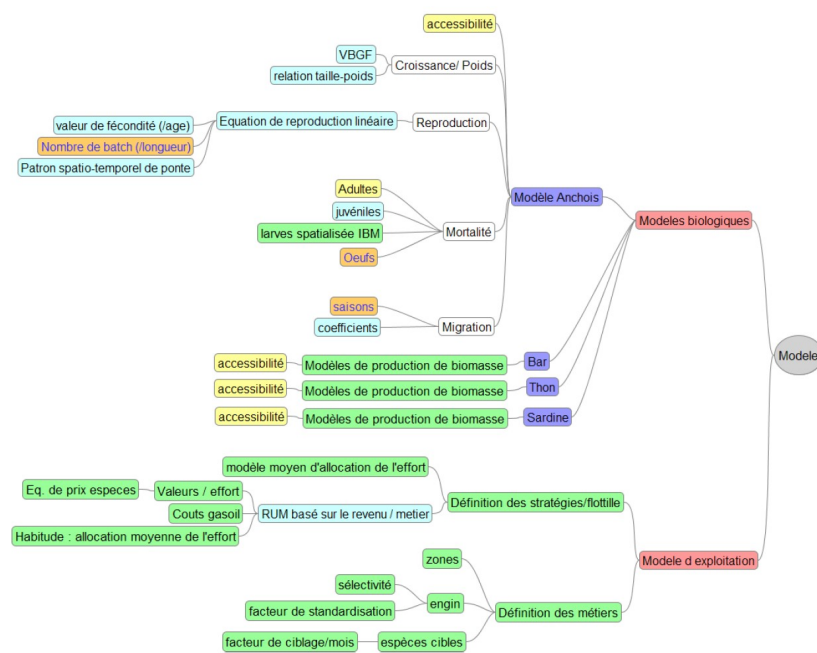 accessibilité
VBGF
Croissance/ Poids
relation taille-poids
valeur de fécondité (/age)
Equation de reproduction linéaire
Reproduction
Nombre de batch (/longueur)
Patron spatio-temporel de ponte
Adultes
Modèle Anchois
juvéniles
larves spatialisée IBM
Mortalité
Modeles biologiques
Oeufs
saisons
coefficients
Migration
Modele
accessibilité
Modèles de production de biomasse
Bar
accessibilité
Modèles de production de biomasse
Thon
accessibilité
Modèles de production de biomasse
Sardine
modèle moyen d'allocation de l'effort
Eq. de prix especes
Valeurs / effort
Définition des stratégies/flottille
Couts gasoil
RUM basé sur le revenu / metier
Habitude : allocation moyenne de l'effort
zones
Modele d exploitation
sélectivité
engin
facteur de standardisation
Définition des métiers
facteur de ciblage/mois
espèces cibles